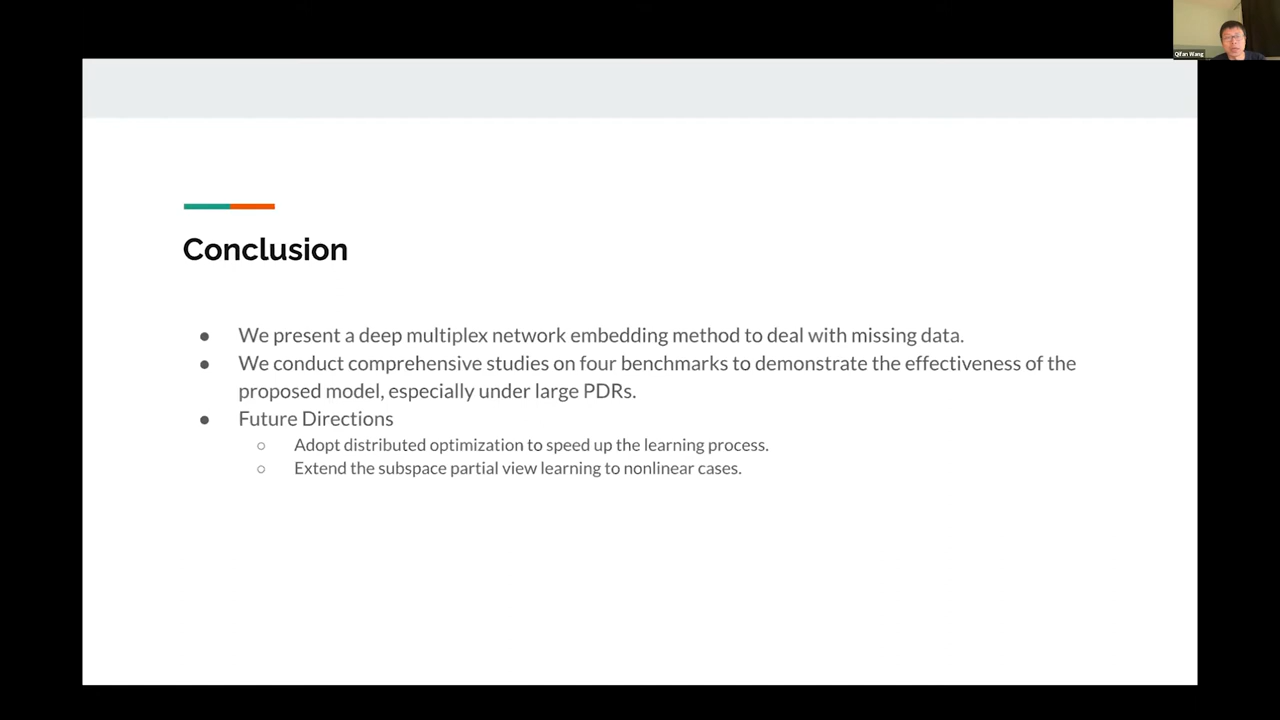 Qifan Wang
Conclusion
● We present a deep multiplex network embedding method to deal with missing data.
● We conduct comprehensive studies on four benchmarks to demonstrate the effectiveness of the
proposed model, especially under large PDRs.
● Future Directions
○ Adopt distributed optimization to speed up the learning process.
○ Extend the subspace partial view learning to nonlinear cases.